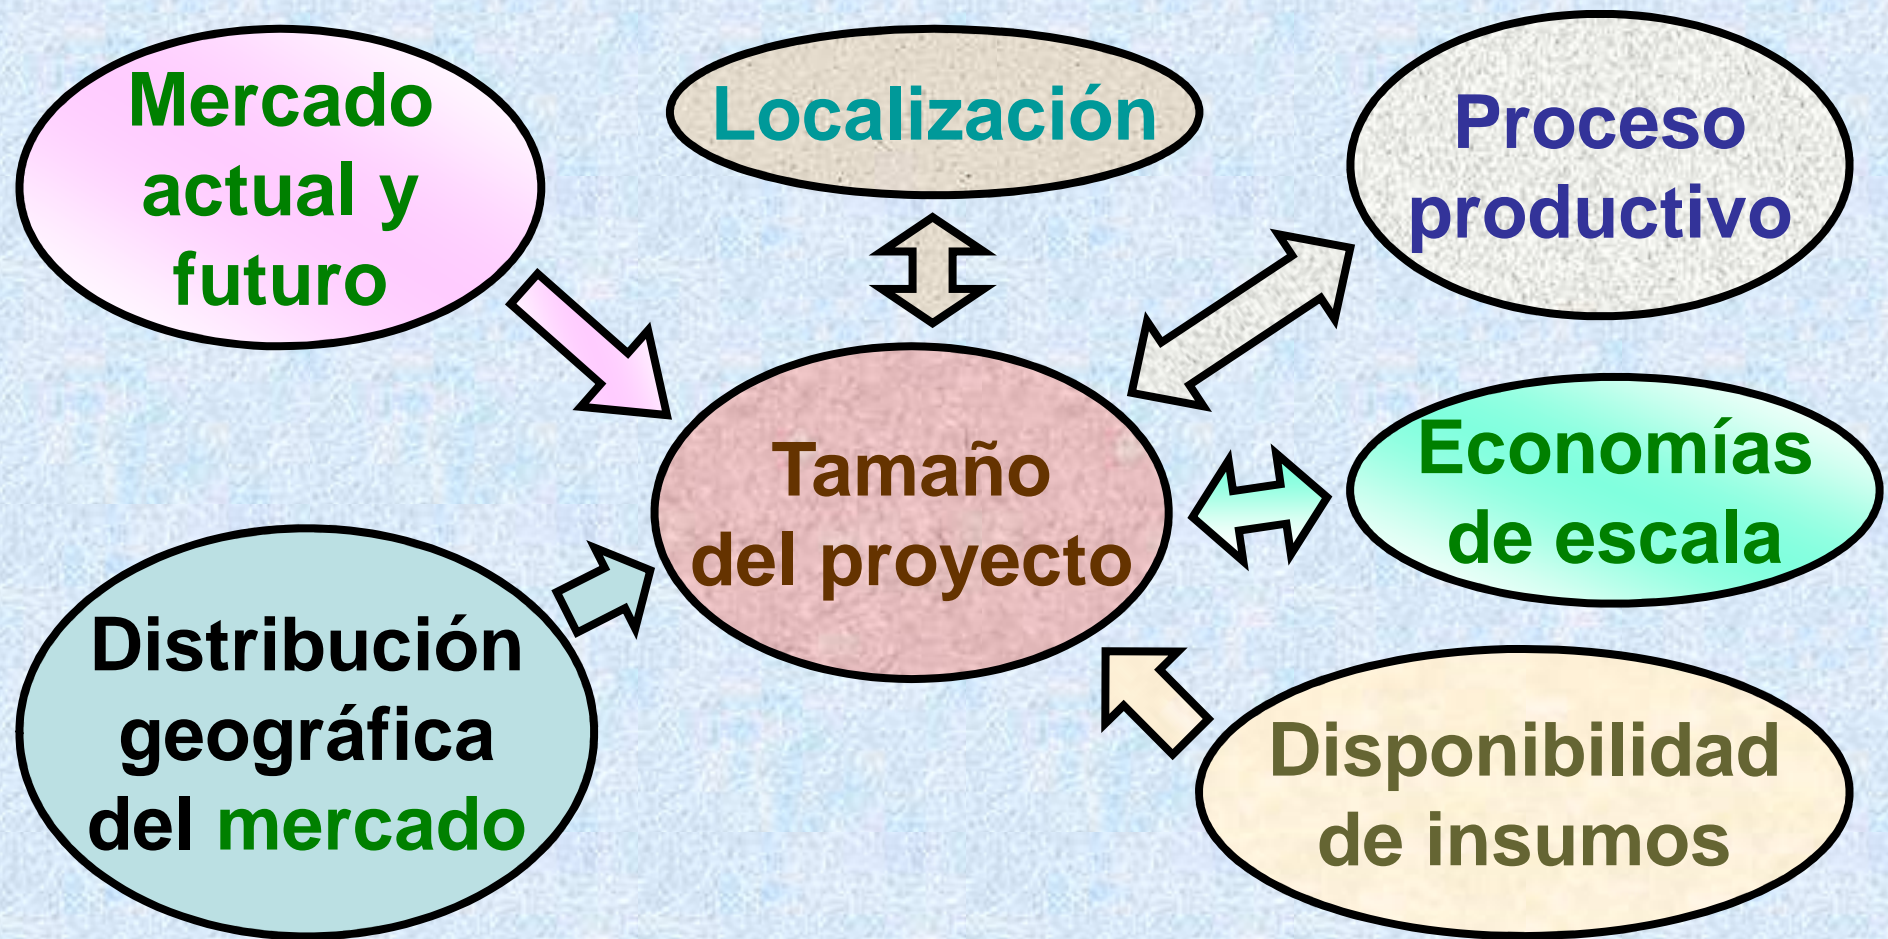 Mercado
actual y
futuro
Localización
Proceso
productivo
Tamaño
del proyecto
Economías
de escala
Distribución
geográfica
del mercado
Disponibilidad
de insumos